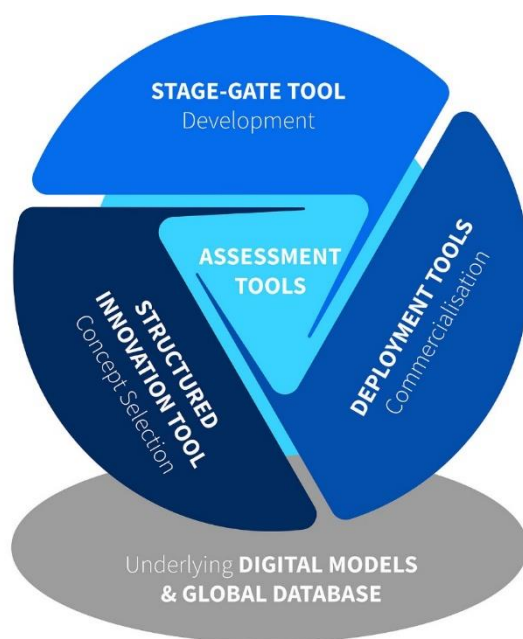 STAGE-GATE TOOL
Development
ASSESSMENT
TOOLS
DEPLOYMENT TOOLS
Commercialisation
STRUCTURED
INNOVATION TOOL
Concept Selection
Underlying DIGITAL MODELS
& GLOBAL DATABASE